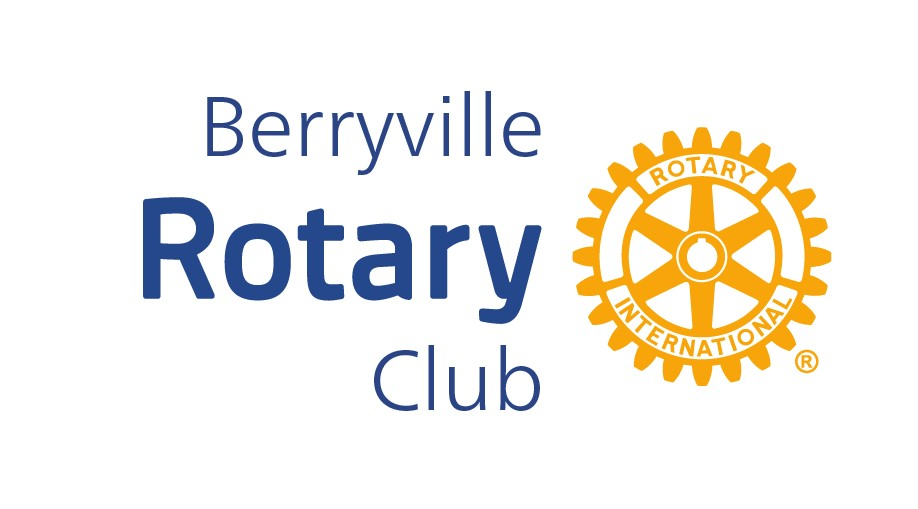 Berryville
Rotary
Club
ROTARY
INTERNATIONAL
®